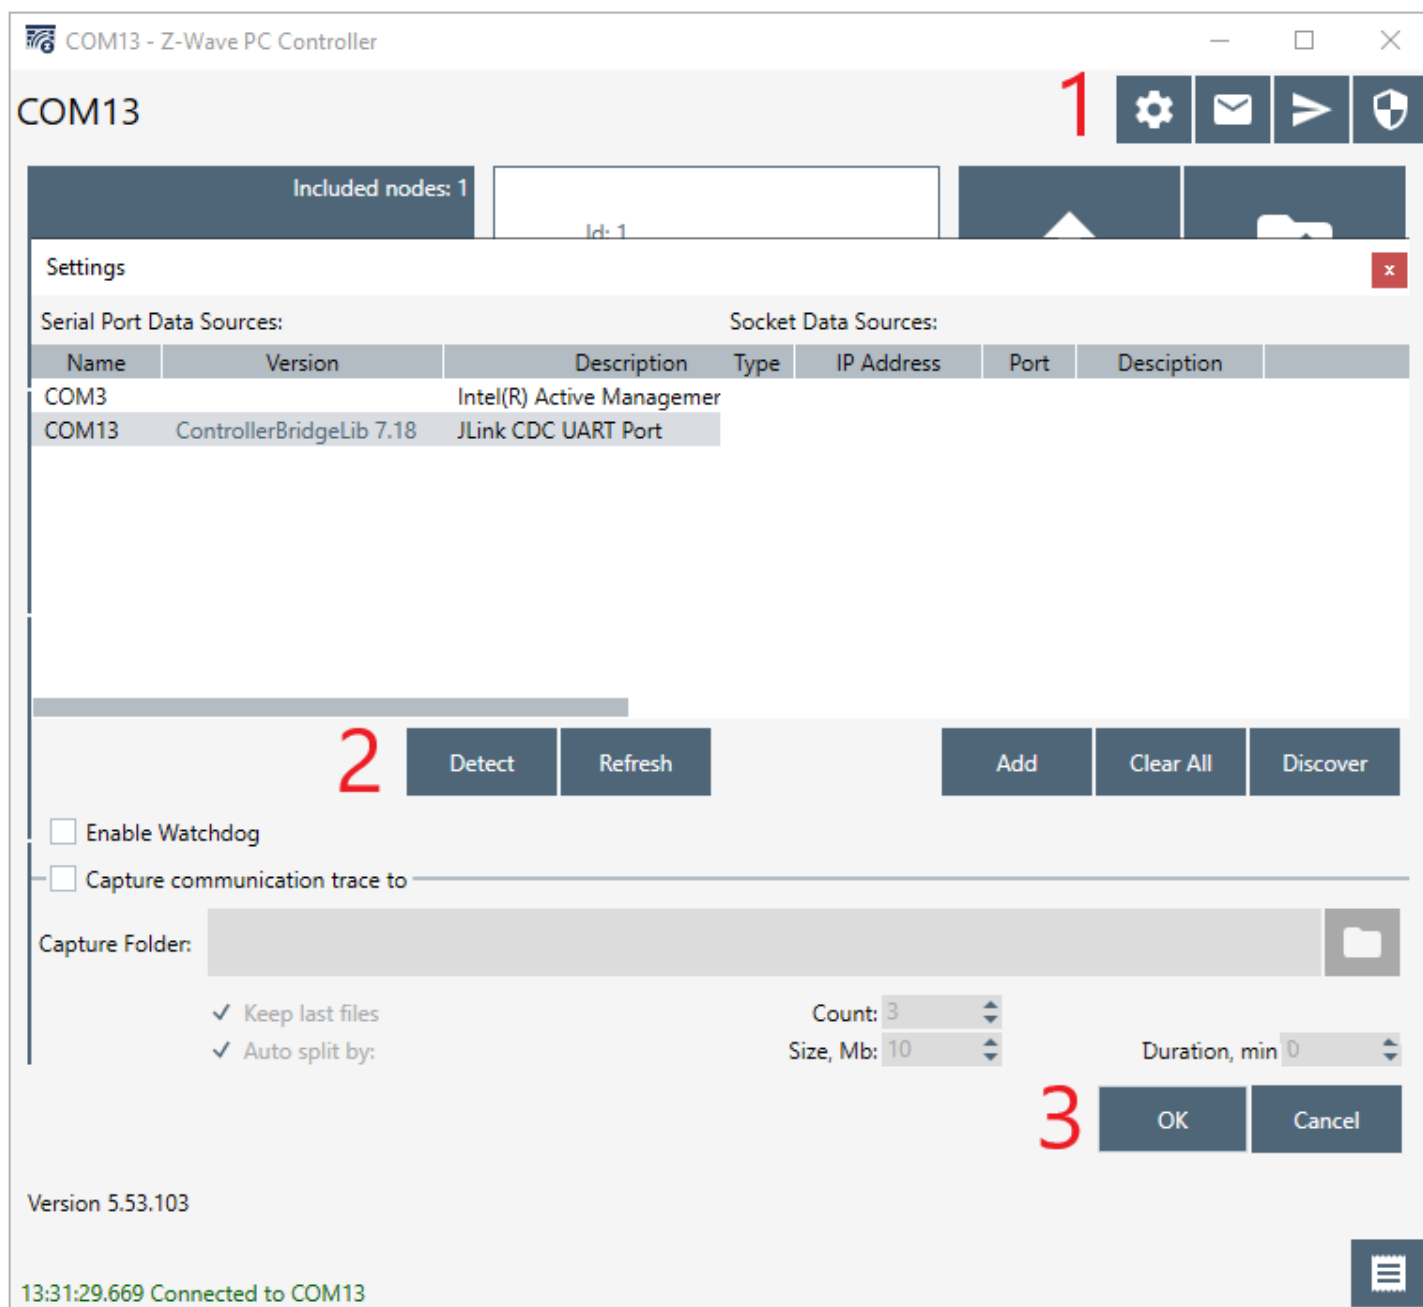 COM13 - Z-Wave PC Controller
COM13
1
Included nodes: 1
Id: 1
Settings
x
Serial Port Data Sources:
Socket Data Sources:
Name Version Description Type IP Address Port Desciption
COM3 Intel(R) Active Managemer
COM13 ControllerBridgeLib 7.18 JLink CDC UART Port
2
Detect Refresh Add Clear All Discover
Enable Watchdog
Capture communication trace to
Capture Folder:
Keep last files Count: 3
Auto split by: Size, Mb: 10 Duration, min 0
3
OK Cancel
Version 5.53.103
13:31:29.669 Connected to COM13